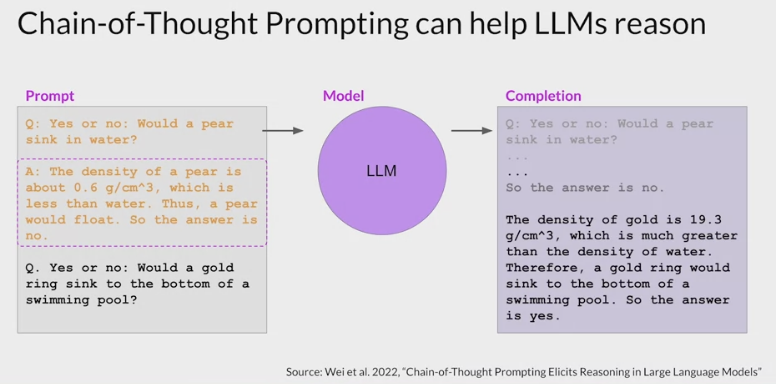 Chain-of-Thought Prompting can help LLMs reason
Prompt
Q: Yes or no: Would a pear
sink in water?
A: The density of a pear is
about 0.6 g/cm^3, which is
less than water. Thus, a pear
would float. So the answer is
no.
Q. Yes or no: Would a gold
ring sink to the bottom of a
swimming pool?
Model
LLM
Completion
Q: Yes or no: Would a pear
sink in water?
...
...
So the answer is no.
The density of gold is 19.3
g/cm^3, which is much greater
than the density of water.
Therefore, a gold ring would
sink to the bottom of a
swimming pool. So the answer
is yes.
Source: Wei et al. 2022, “Chain-of-Thought Prompting Elicits Reasoning in Large Language Models”